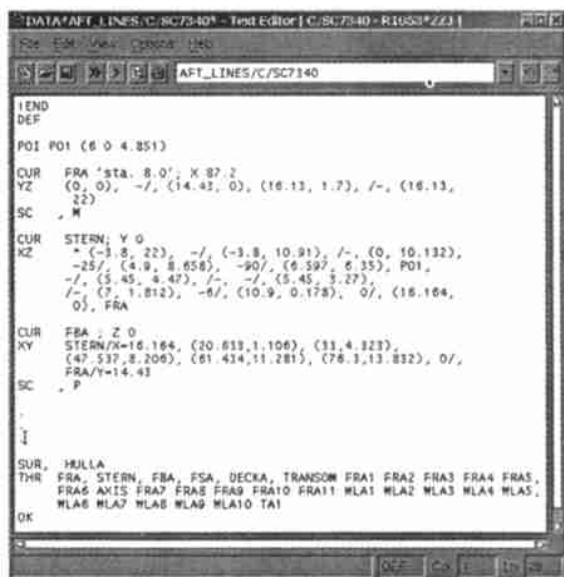 DATA*AFT_LINES/C/SC7340* - Text Editor | C/SC7340 - R1653*223 |
File Edit View Options Help
AFT_LINES/C/SC7340
!END
DEF
POI PO1 (6 0 4.851)
CUR FRA 'sta. 8.0'; X 87.2
YZ (0, 0), -/, (14.43, 0), (16.13, 1.7), /-, (16.13,
22)
SC , M
CUR STERN; Y 0
XZ * (-3.8, 22), -/, (-3.8, 10.91), /-, (0, 10.132),
-25/, (4.9, 8.658), -90/, (6.597, 6.35), PO1,
-/, (5.45, 4.47), /-, -/, (5.45, 3.27),
/-, (7, 1.812), -6/, (10.9, 0.178), 0/, (16.164,
0), FRA
CUR FBA ; Z 0
XY STERN/X=16.164, (20.633,1.106), (33,4.323),
(47.537,8.206), (61.434,11.281), (76.3,13.832), 0/,
FRA/Y=14.43
SC , P
.
.
SUR, HULLA
THR FRA, STERN, FBA, FSA, DECKA, TRANSOM FRA1 FRA2 FRA3 FRA4 FRA5,
FRA6 AXIS FRA7 FRA8 FRA9 FRA10 FRA11 WLA1 WLA2 WLA3 WLA4 WLA5,
WLA6 WLA7 WLA8 WLA9 WLA10 TA1
OK